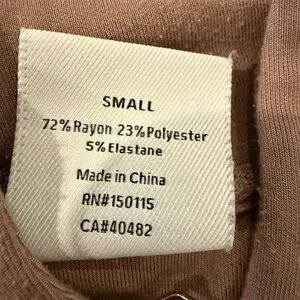 SMALL
72% Rayon 23% Polyester
5% Elastane
Made in China
RN#150115
CA#40482